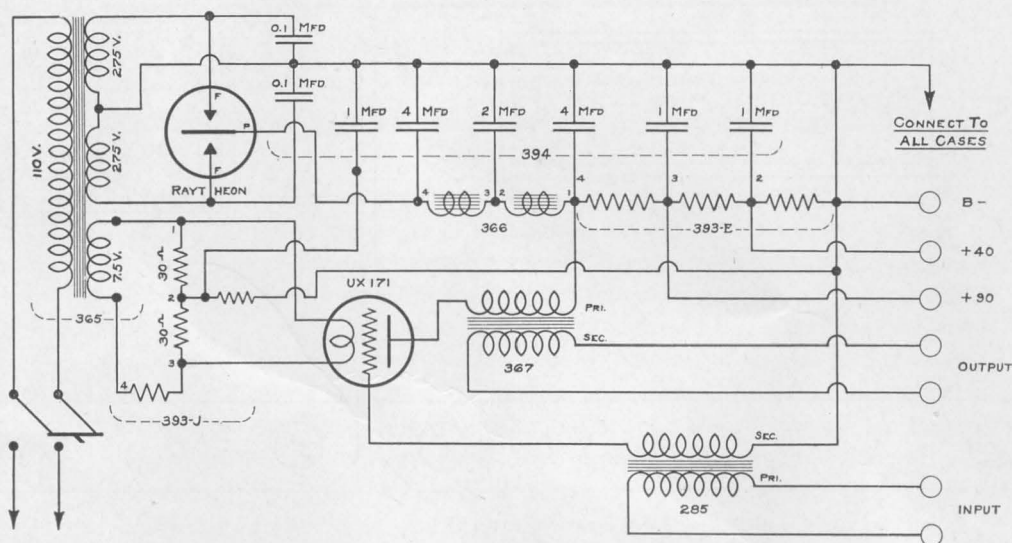 0.1 MFD
0.1 MFD.
275 V.
275 V.
110 V.
7.5 V.
F
P
F
RAYTHEON
1 MFD
4 MFD
2 MFD
4 MFD
1 MFD
1 MFD
394
CONNECT TO
ALL CASES
4
3
2
1
4
3
2
366
393-E
B -
+40
+90
OUTPUT
INPUT
1
30-Ω
2
30-Ω
3
4
365
393-J
UX 171
PRI.
SEC.
367
SEC.
PRI.
285